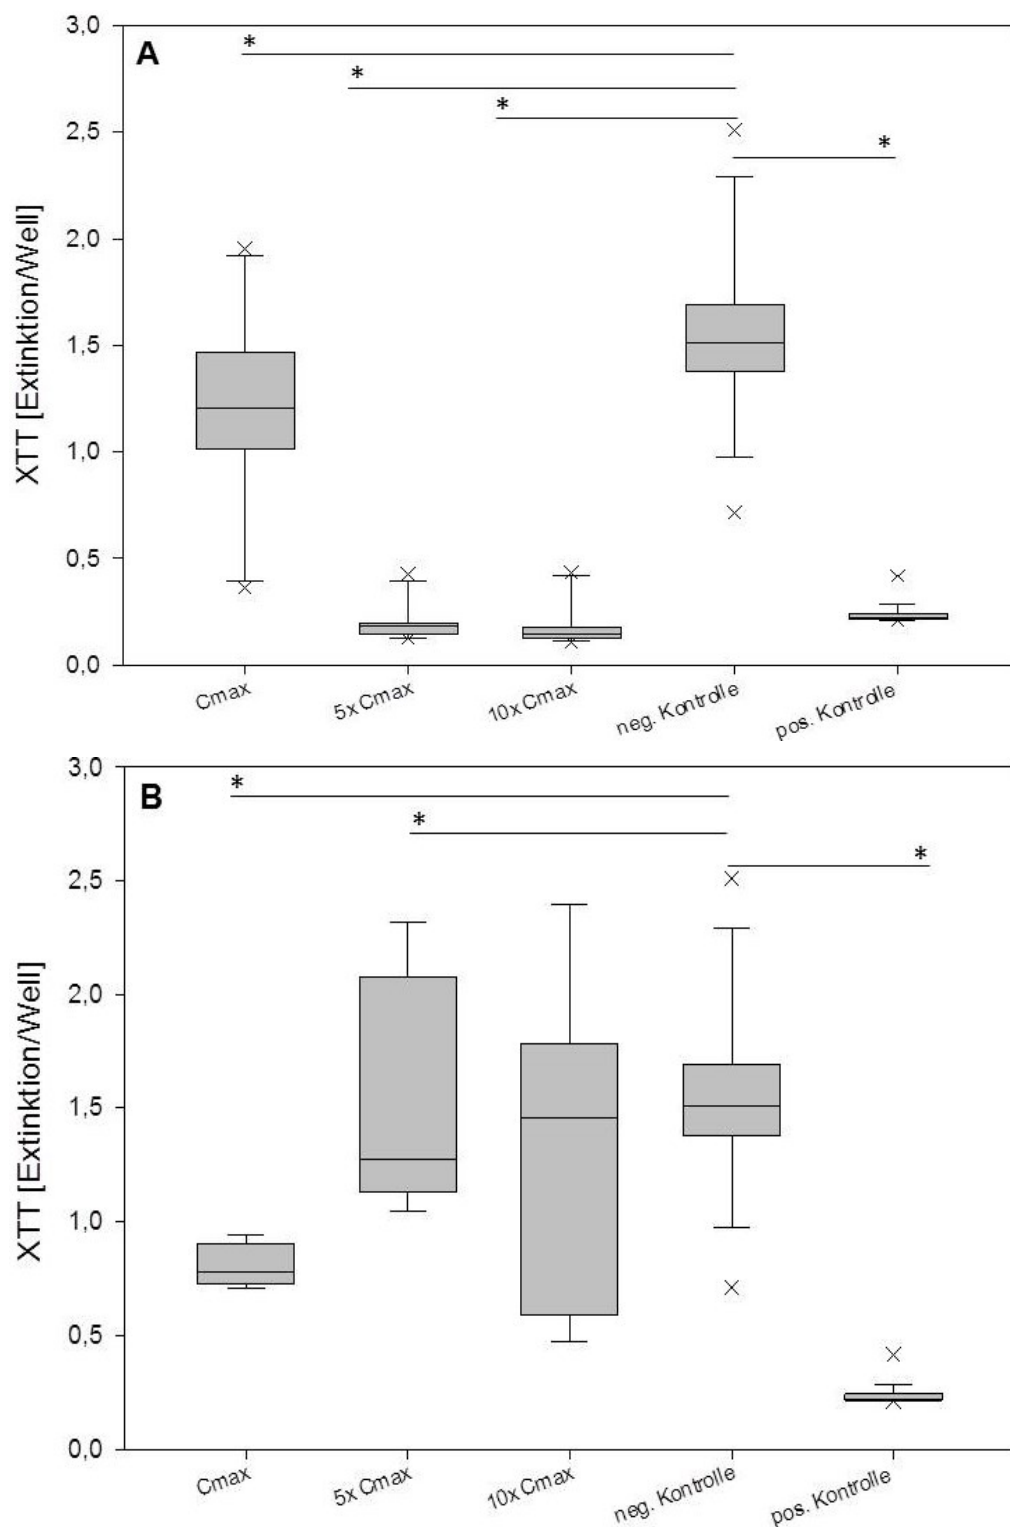 A
3,0
*
*
*
*
2,5
2,0
1,5
1,0
0,5
0,0
XTT [Extinktion/Well]
Cmax
5x Cmax
10x Cmax
neg. Kontrolle
pos. Kontrolle
B
3,0
*
*
*
2,5
2,0
1,5
1,0
0,5
0,0
XTT [Extinktion/Well]
Cmax
5x Cmax
10x Cmax
neg. Kontrolle
pos. Kontrolle